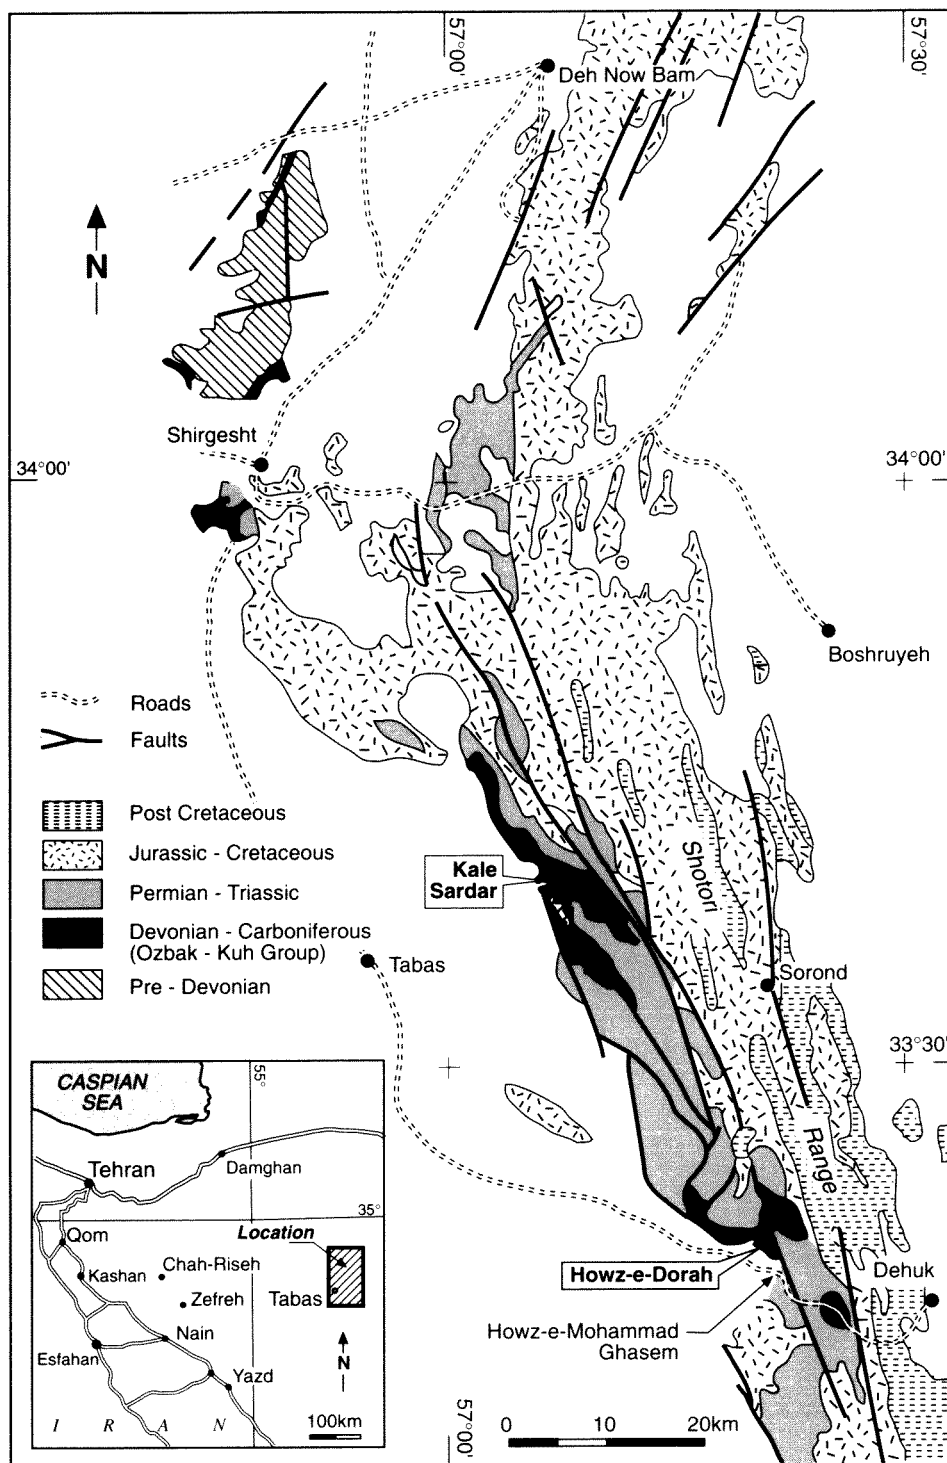 57°00'
57°30'
Deh Now Bam
N
Shirgesht
34°00'
34°00'
Boshruyeh
Roads
Faults
Post Cretaceous
Jurassic - Cretaceous
Permian - Triassic
Devonian - Carboniferous
(Ozbak - Kuh Group)
Pre - Devonian
Kale
Sardar
Shotori
Range
Tabas
Sorond
33°30'
CASPIAN
SEA
55°
Tehran
Damghan
35°
Qom
Location
Kashan
Chah-Riseh
Tabas
Zefreh
Nain
Esfahan
N
Yazd
I R A N
100km
Howz-e-Dorah
Dehuk
Howz-e-Mohammad
Ghasem
57°00'
0 10 20km